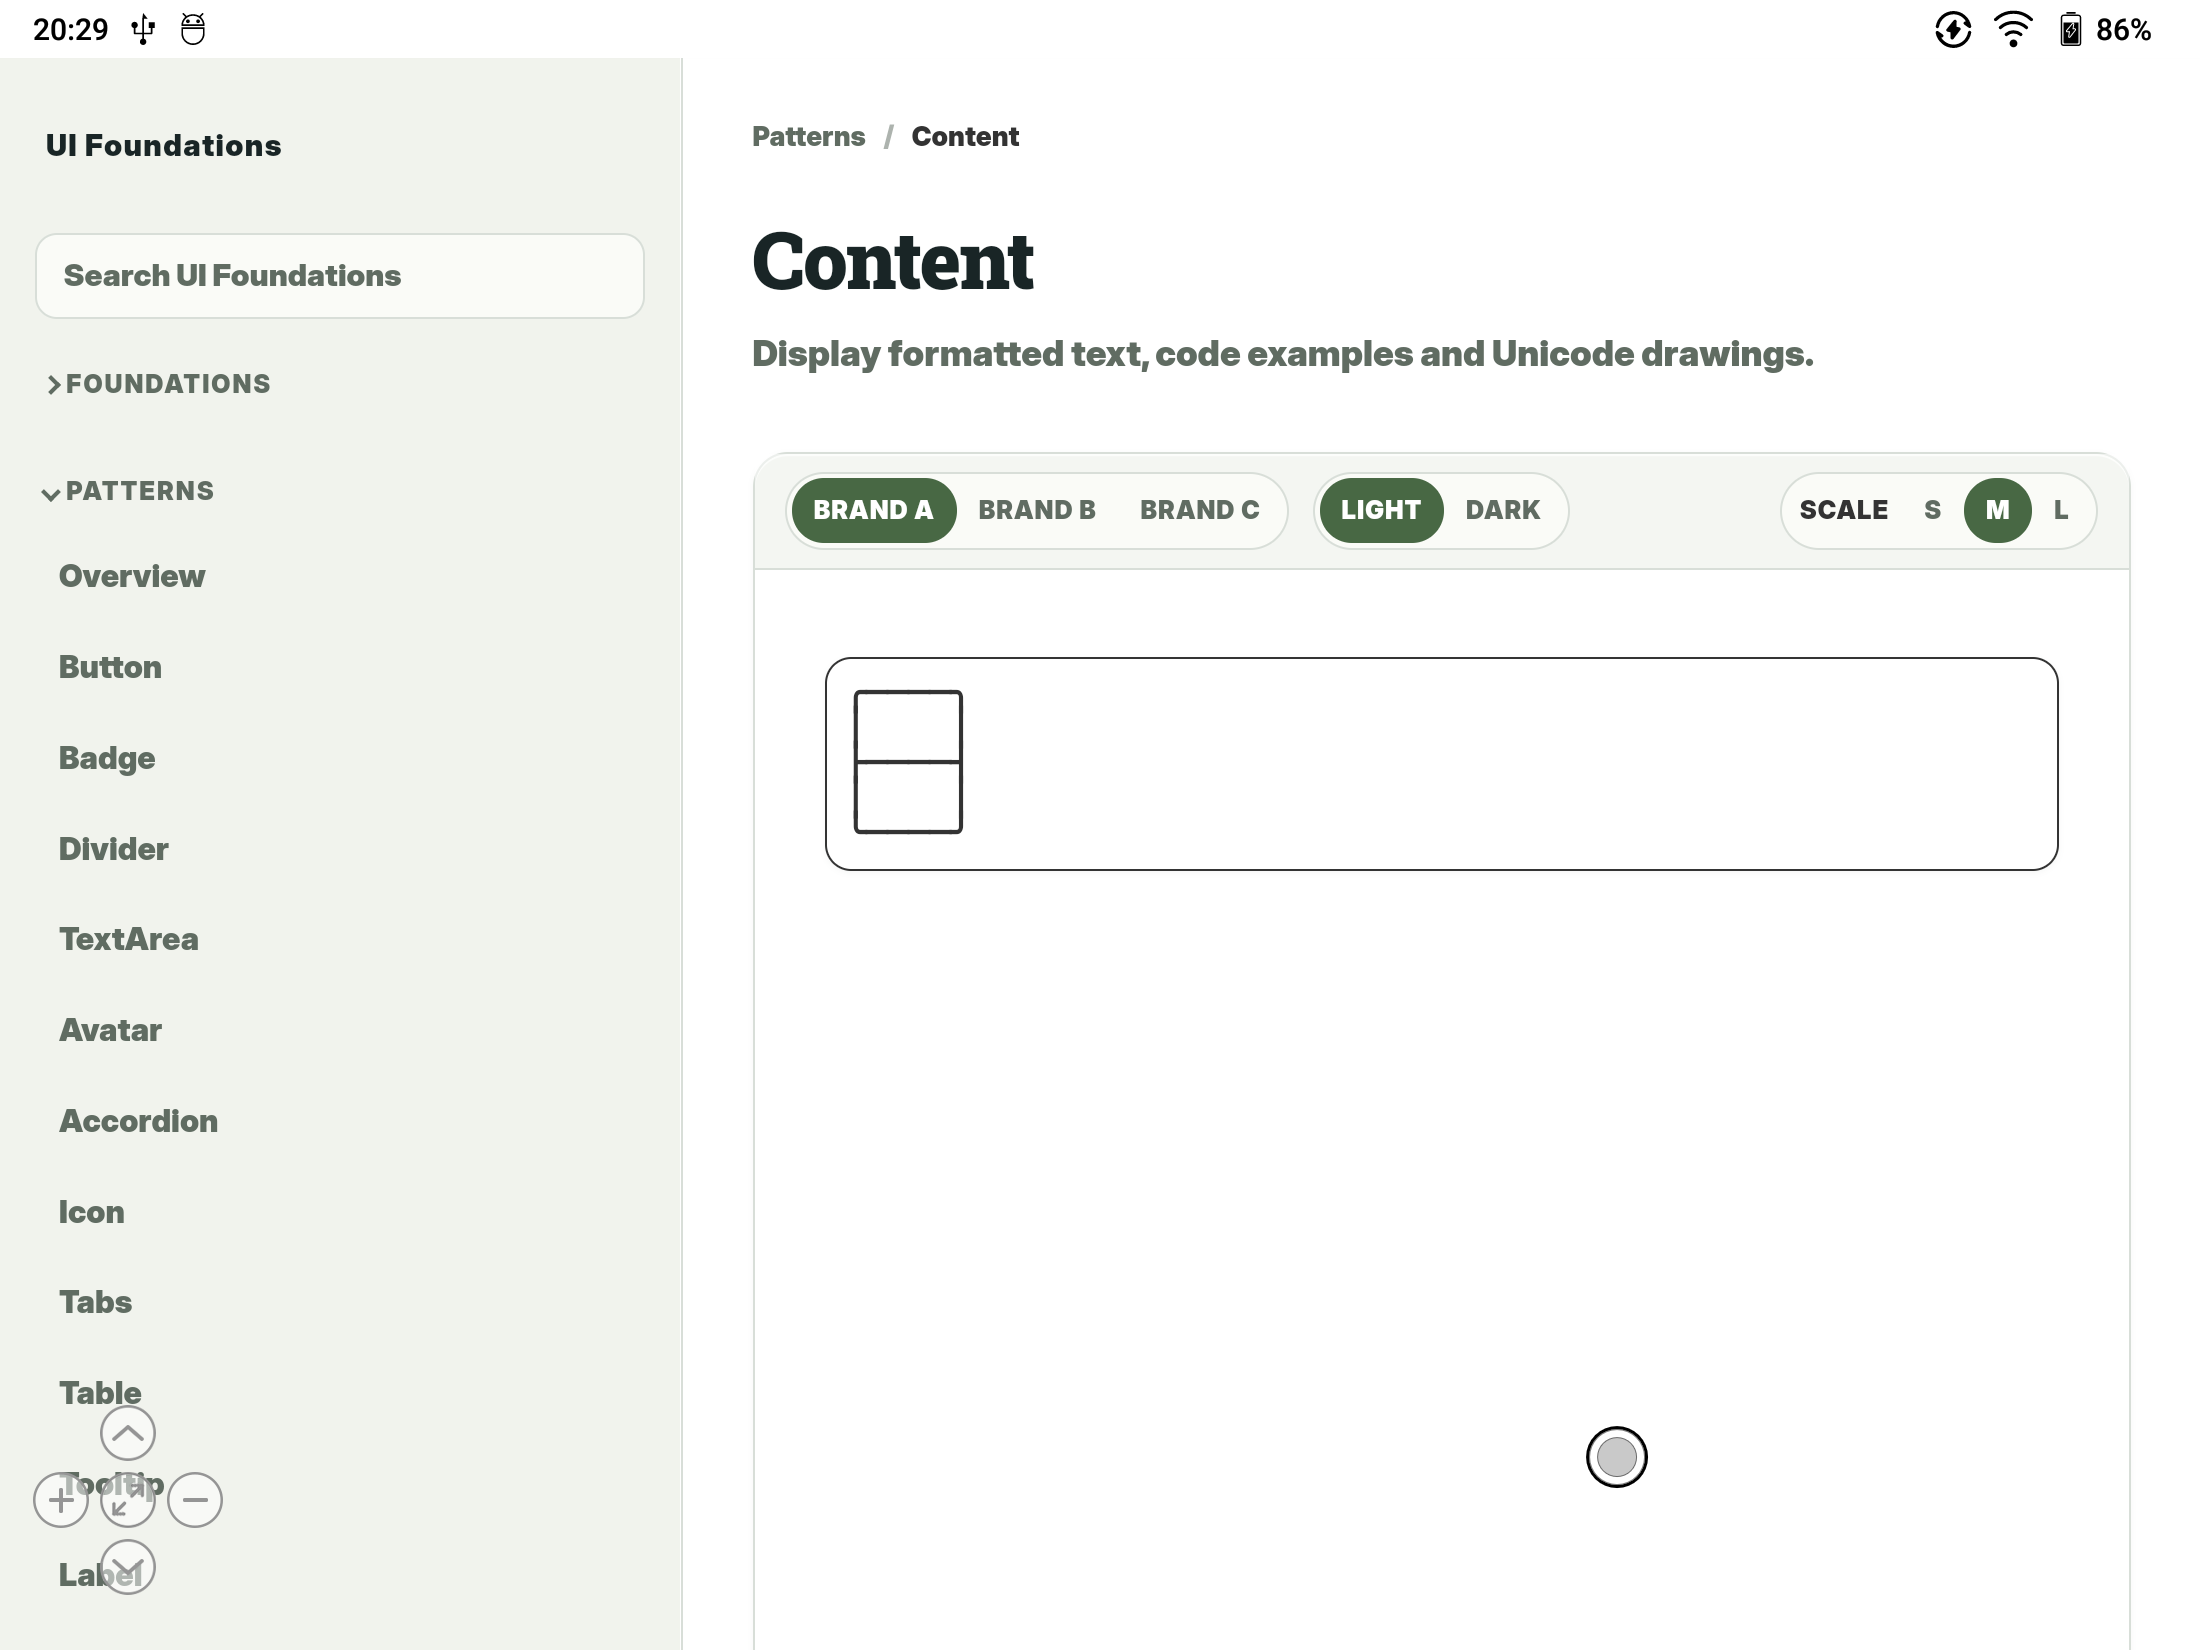 20:29
86%
UI Foundations
Search UI Foundations
FOUNDATIONS
PATTERNS
Overview
Button
Badge
Divider
TextArea
Avatar
Accordion
Icon
Tabs
Table
Tooltip
Label
Patterns / Content
Content
Display formatted text, code examples and Unicode drawings.
BRAND A BRAND B BRAND C LIGHT DARK SCALE S M L